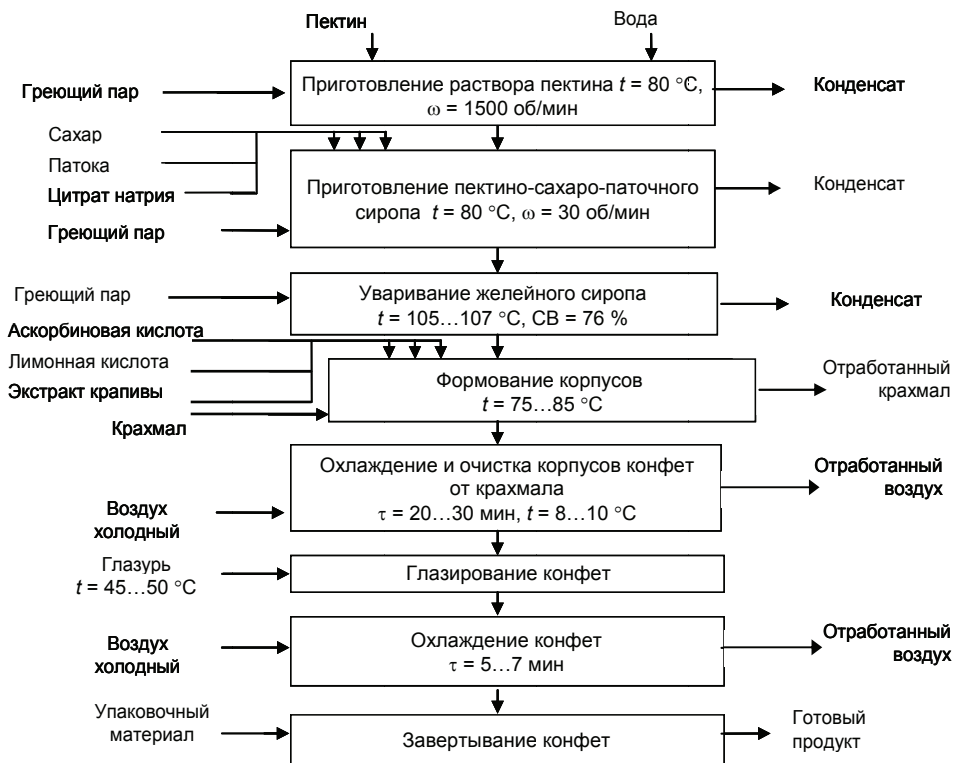 Пектин
Вода
Греющий пар
Приготовление раствора пектина t = 80 °C,
ω = 1500 об/мин
Конденсат
Сахар
Патока
Цитрат натрия
Греющий пар
Приготовление пектино-сахаро-паточного
сиропа t = 80 °C, ω = 30 об/мин
Конденсат
Греющий пар
Уваривание желейного сиропа
t = 105…107 °C, СВ = 76 %
Конденсат
Аскорбиновая кислота
Лимонная кислота
Экстракт крапивы
Крахмал
Формование корпусов
t = 75…85 °C
Отработанный
крахмал
Охлаждение и очистка корпусов конфет
от крахмала
τ = 20…30 мин, t = 8…10 °C
Воздух
холодный
Отработанный
воздух
Глазурь
t = 45…50 °C
Глазирование конфет
Воздух
холодный
Охлаждение конфет
τ = 5…7 мин
Отработанный
воздух
Упаковочный
материал
Завертывание конфет
Готовый
продукт